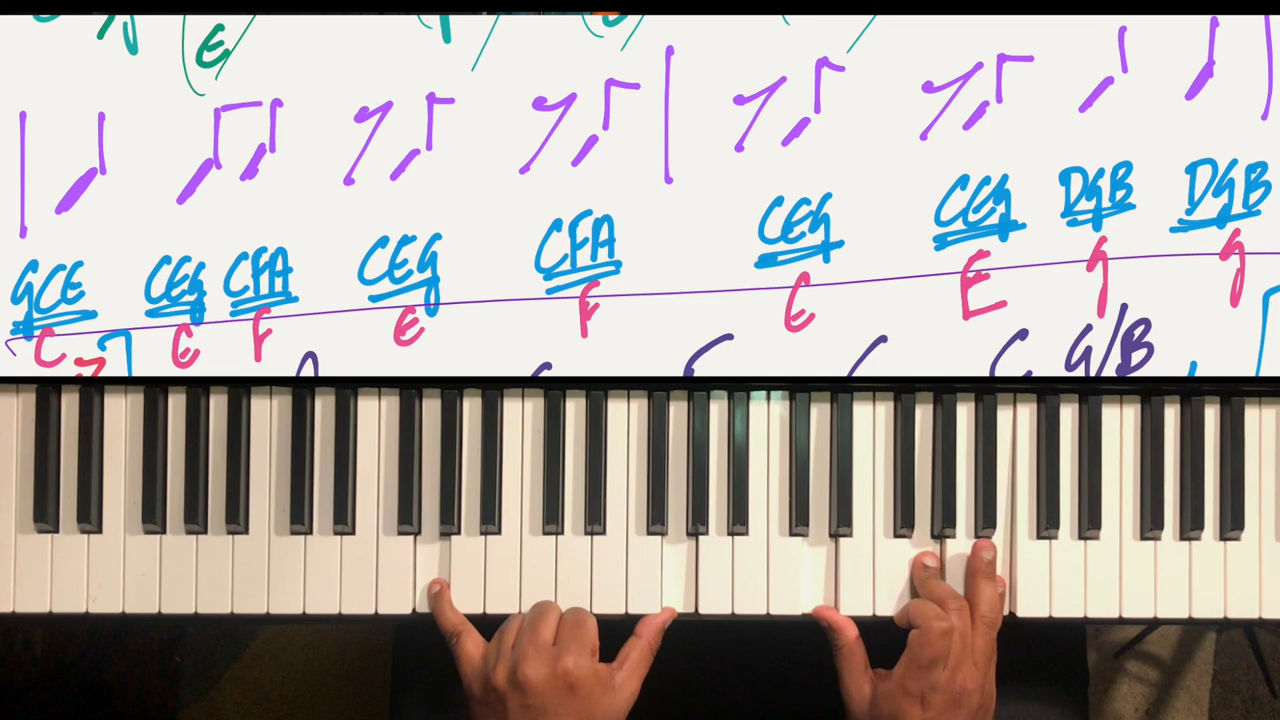 E
GCE CEG CFA CEG CFA CEG CEG DGB DGB
C E F E F E E G G
C G/B